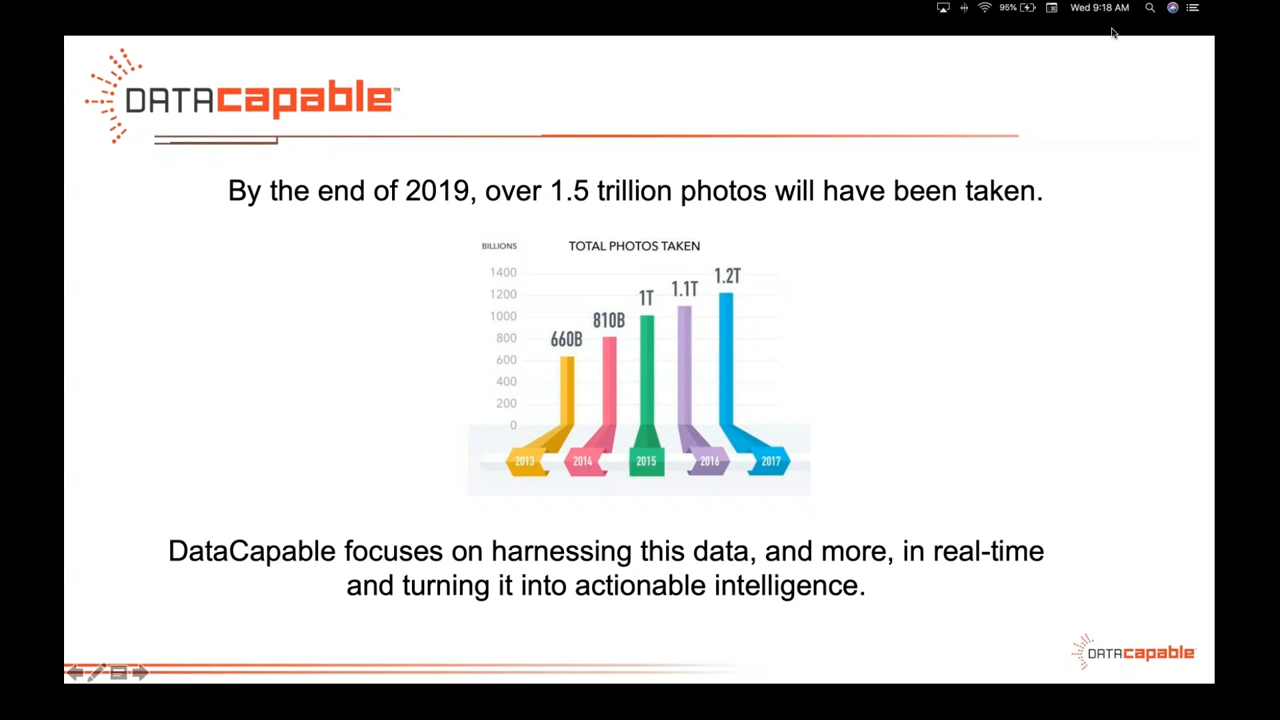 95%
Wed 9:18 AM
DATAcapable™
By the end of 2019, over 1.5 trillion photos will have been taken.
BILLIONS
TOTAL PHOTOS TAKEN
1400
1200
1000
800
600
400
200
0
660B
810B
1T
1.1T
1.2T
2013
2014
2015
2016
2017
DataCapable focuses on harnessing this data, and more, in real-time
and turning it into actionable intelligence.
DATAcapable